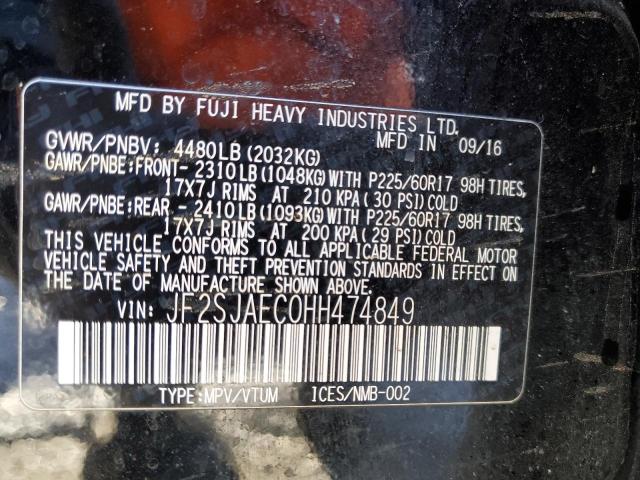 MFD BY FUJI HEAVY INDUSTRIES LTD.
MFD IN 09/16
GVWR/PNBV: 4480LB(2032KG)
GAWR/PNBE:FRONT- 2310LB(1048KG)WITH P225/60R17 98H TIRES,
17X7J RIMS AT 210 KPA(30 PSI)COLD
GAWR/PNBE:REAR - 2410LB(1093KG)WITH P225/60R17 98H TIRES,
17X7J RIMS AT 200 KPA(29 PSI)COLD
THIS VEHICLE CONFORMS TO ALL APPLICABLE FEDERAL MOTOR
VEHICLE SAFETY AND THEFT PREVENTION STANDARDS IN EFFECT ON
THE DATE OF MANUFACTURE SHOWN ABOVE.
VIN: JF2SJAEC0HH474849
TYPE:MPV/VTUM ICES/NMB-002